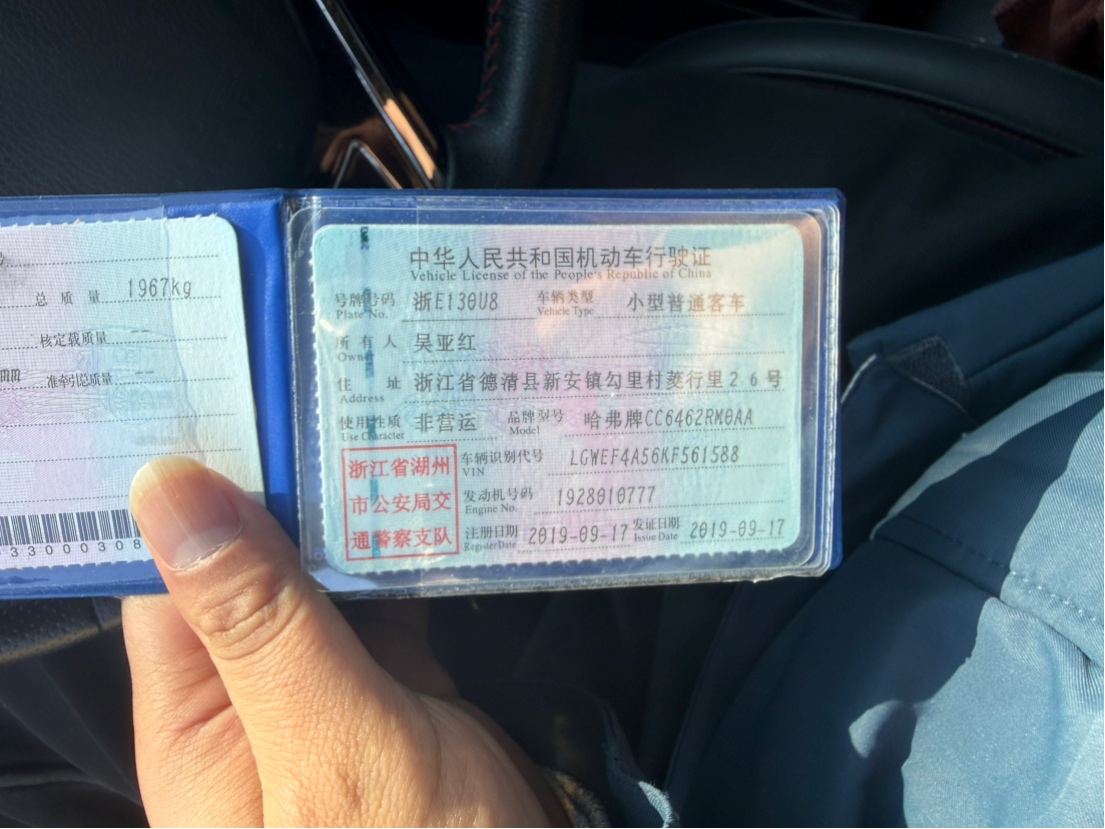 总 质 量 1967kg
核定载质量
mm 准牵引总质量 --
33000308
中华人民共和国机动车行驶证
Vehicle License of the People's Republic of China
号牌号码 浙E130U8 车辆类型 小型普通客车
Plate No. Vehicle Type
所 有 人 吴亚红
Owner
住 址 浙江省德清县新安镇勾里村菱行里26号
Address
使用性质 非营运 品牌型号 哈弗牌CC6462RM0AA
Use Character Model
浙江省湖州
市公安局交
通警察支队
车辆识别代号 LGWEF4A56KF561588
VIN
发动机号码 1928010777
Engine No.
注册日期 2019-09-17 发证日期 2019-09-17
Register Date Issue Date